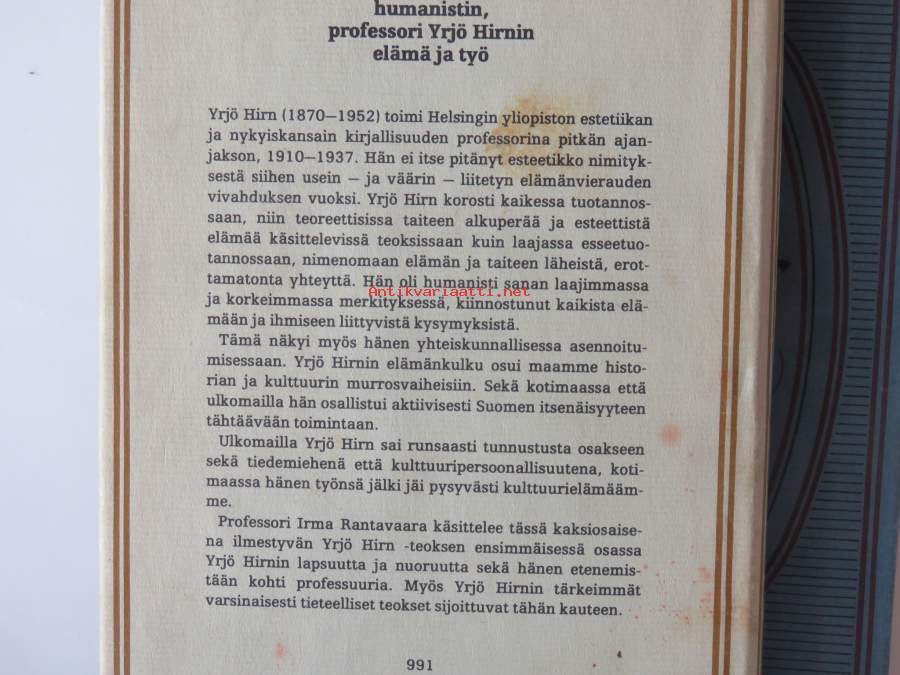 humanistin,
professori Yrjö Hirnin
elämä ja työ
Yrjö Hirn (1870—1952) toimi Helsingin yliopiston estetiikan
ja nykyiskansain kirjallisuuden professorina pitkän ajan-
jakson, 1910—1937. Hän ei itse pitänyt esteetikko nimityk-
sestä siihen usein — ja väärin — liitetyn elämänvierauden
vivahduksen vuoksi. Yrjö Hirn korosti kaikessa tuotannos-
saan, niin teoreettisissa taiteen alkuperää ja esteettistä
elämää käsittelevissä teoksissaan kuin laajassa esseetuo-
tannossaan, nimenomaan elämän ja taiteen läheistä, erot-
tamatonta yhteyttä. Hän oli humanisti sanan laajimmassa
Antikvariaatti.net
ja korkeimmassa merkityksessä, kiinnostunut kaikista elä-
mään ja ihmiseen liittyvistä kysymyksistä.
Tämä näkyi myös hänen yhteiskunnallisessa asennoitu-
misessaan. Yrjö Hirnin elämänkulku osui maamme histo-
rian ja kulttuurin murrosvaiheisiin. Sekä kotimaassa että
ulkomailla hän osallistui aktiivisesti Suomen itsenäisyyteen
tähtäävään toimintaan.
Ulkomailla Yrjö Hirn sai runsaasti tunnustusta osakseen
sekä tiedemiehenä että kulttuuripersoonallisuutena, koti-
maassa hänen työnsä jälki jäi pysyvästi kulttuurielämääm-
me.
Professori Irma Rantavaara käsittelee tässä kaksiosaise-
na ilmestyvän Yrjö Hirn -teoksen ensimmäisessä osassa
Yrjö Hirnin lapsuutta ja nuoruutta sekä hänen etenemis-
tään kohti professuuria. Myös Yrjö Hirnin tärkeimmät
varsinaisesti tieteelliset teokset sijoittuvat tähän kauteen.
991